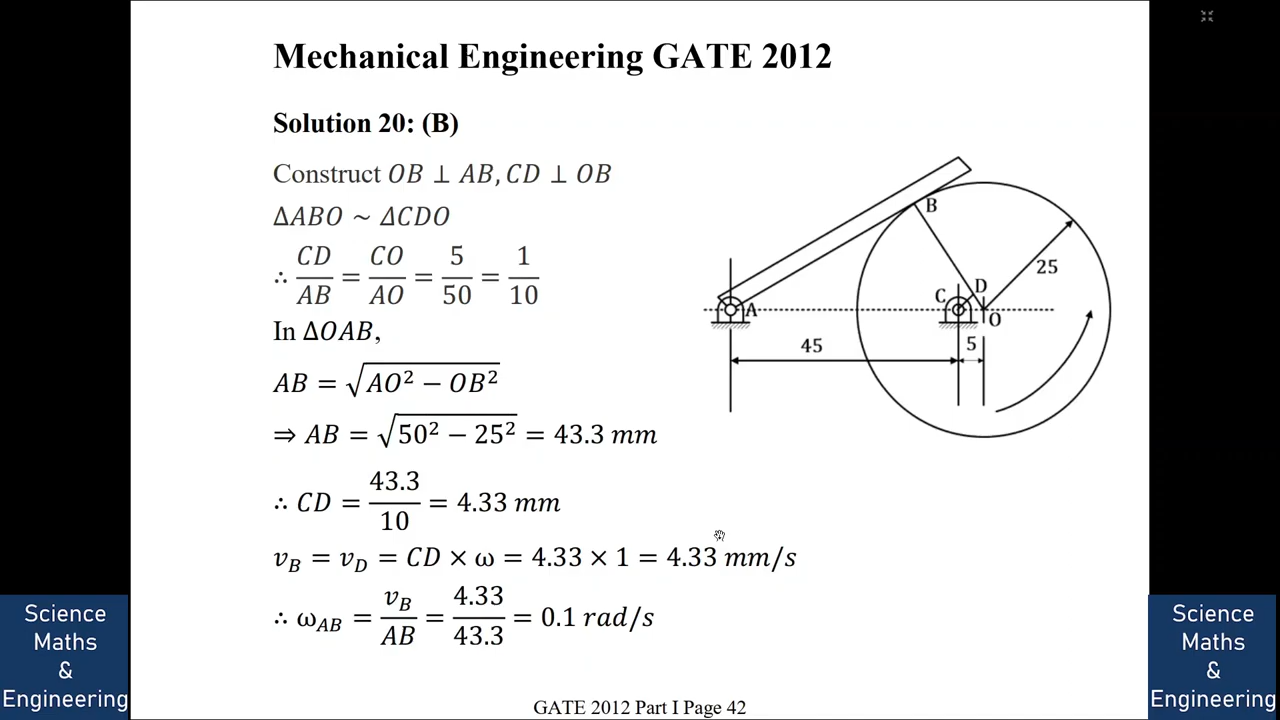 Mechanical Engineering GATE 2012
Solution 20: (B)
Construct OB ⊥ AB, CD ⊥ OB
ΔABO ~ ΔCDO
∴ CD/AB = CO/AO = 5/50 = 1/10
In ΔOAB,
AB = √(AO² − OB²)
⇒ AB = √(50² − 25²) = 43.3 mm
∴ CD = 43.3/10 = 4.33 mm
v_B = v_D = CD × ω = 4.33 × 1 = 4.33 mm/s
∴ ω_AB = v_B/AB = 4.33/43.3 = 0.1 rad/s
B
25
D
C
A
O
45
5
Science
Maths
&
Engineering
Science
Maths
&
Engineering
GATE 2012 Part I Page 42